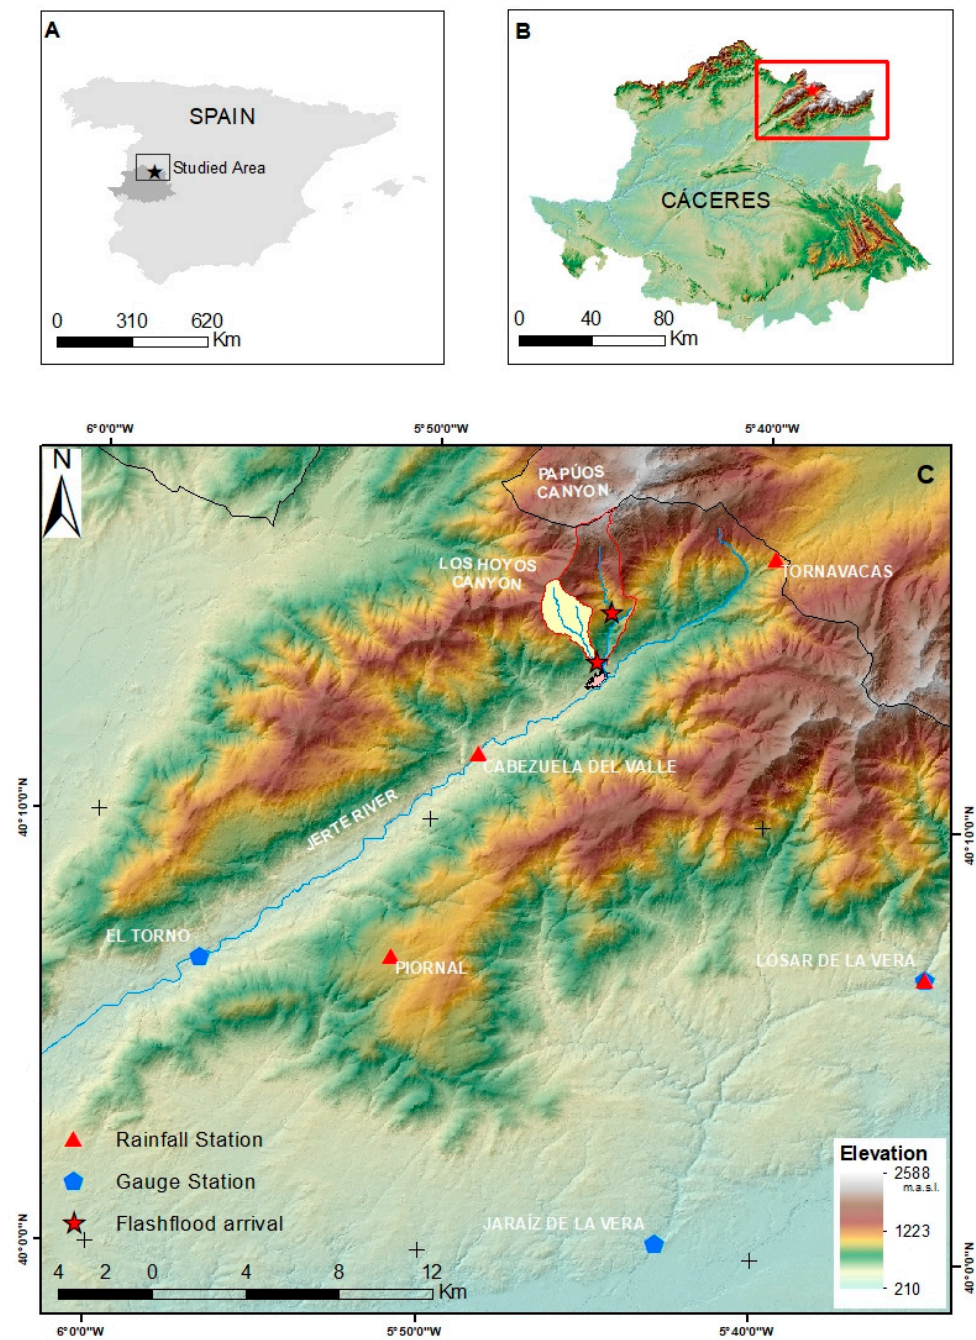 A
SPAIN
Studied Area
0 310 620
Km
B
CÁCERES
0 40 80
Km
6°0'0"W 5°50'0"W 5°40'0"W
N
C
PAPÚOS
CANYON
LOS HOYOS
CANYON
TORNAVACAS
CABEZUELA DEL VALLE
JERTE RIVER
40°10'0"N
40°10'0"N
EL TORNO
PIORNAL
LOSAR DE LA VERA
Rainfall Station
Gauge Station
Flashflood arrival
JARAÍZ DE LA VERA
Elevation
2588
m.a.s.l.
1223
210
40°0'0"N
40°0'0"N
4 2 0 4 8 12
Km
6°0'0"W 5°50'0"W 5°40'0"W